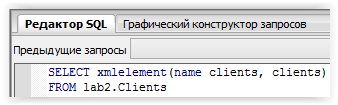 Редактор SQL Графический конструктор запросов
Предыдущие запросы
SELECT xmlelement(name clients, clients)
FROM lab2.Clients